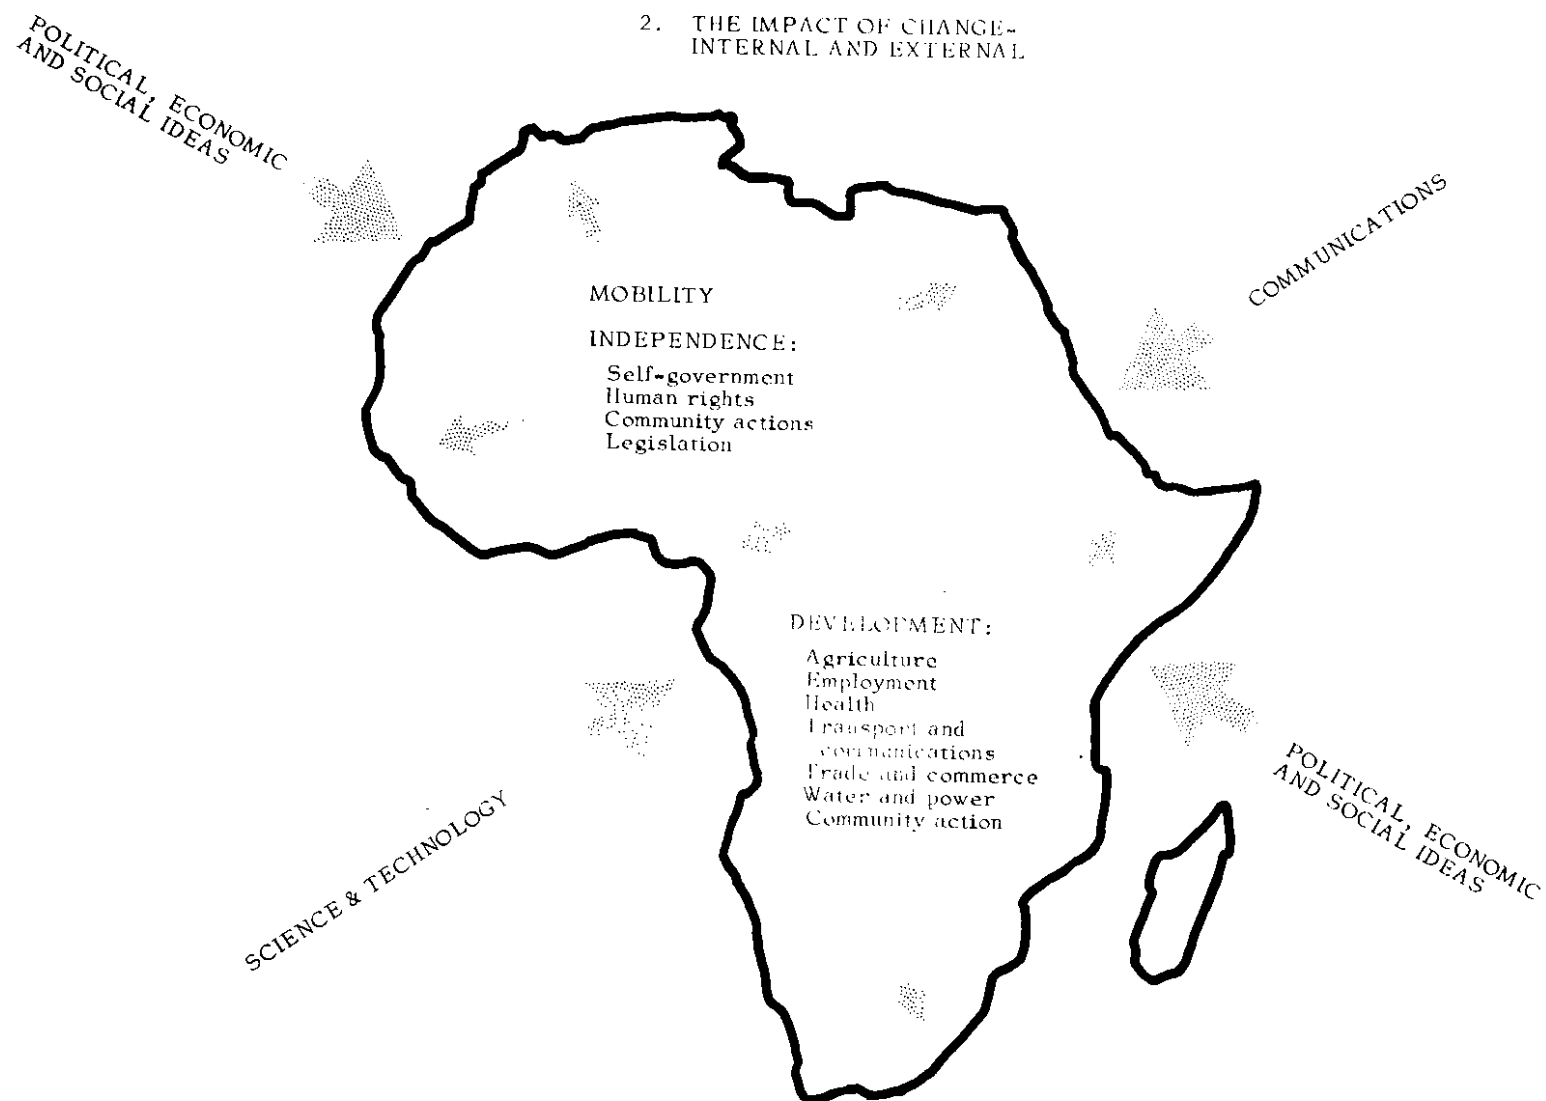 2. THE IMPACT OF CHANGE-
INTERNAL AND EXTERNAL
POLITICAL, ECONOMIC
AND SOCIAL IDEAS
COMMUNICATIONS
MOBILITY
INDEPENDENCE:
Self-government
Human rights
Community actions
Legislation
DEVELOPMENT:
Agriculture
Employment
Health
Transport and
communications
Trade and commerce
Water and power
Community action
SCIENCE & TECHNOLOGY
POLITICAL, ECONOMIC
AND SOCIAL IDEAS